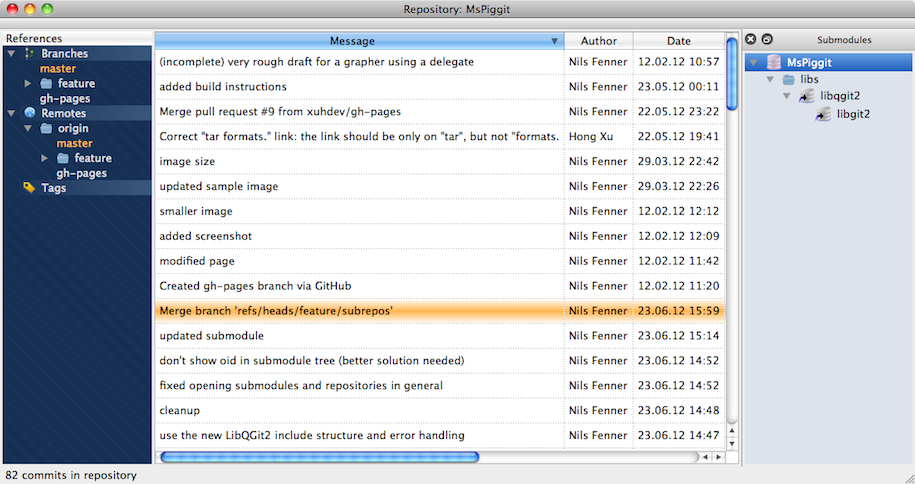 Repository: MsPiggit
References
Branches
master
feature
gh-pages
Remotes
origin
master
feature
gh-pages
Tags
Message Author Date
(incomplete) very rough draft for a grapher using a delegate Nils Fenner 12.02.12 10:57
added build instructions Nils Fenner 23.05.12 00:11
Merge pull request #9 from xuhdev/gh-pages Nils Fenner 22.05.12 23:22
Correct "tar formats." link: the link should be only on "tar", but not "formats. Hong Xu 22.05.12 19:41
image size Nils Fenner 29.03.12 22:42
updated sample image Nils Fenner 29.03.12 22:26
smaller image Nils Fenner 12.02.12 12:12
added screenshot Nils Fenner 12.02.12 12:09
modified page Nils Fenner 12.02.12 11:42
Created gh-pages branch via GitHub Nils Fenner 12.02.12 11:20
Merge branch 'refs/heads/feature/subrepos' Nils Fenner 23.06.12 15:59
updated submodule Nils Fenner 23.06.12 15:14
don't show oid in submodule tree (better solution needed) Nils Fenner 23.06.12 14:52
fixed opening submodules and repositories in general Nils Fenner 23.06.12 14:52
cleanup Nils Fenner 23.06.12 14:48
use the new LibQGit2 include structure and error handling Nils Fenner 23.06.12 14:47
Submodules
MsPiggit
libs
libqgit2
libgit2
82 commits in repository